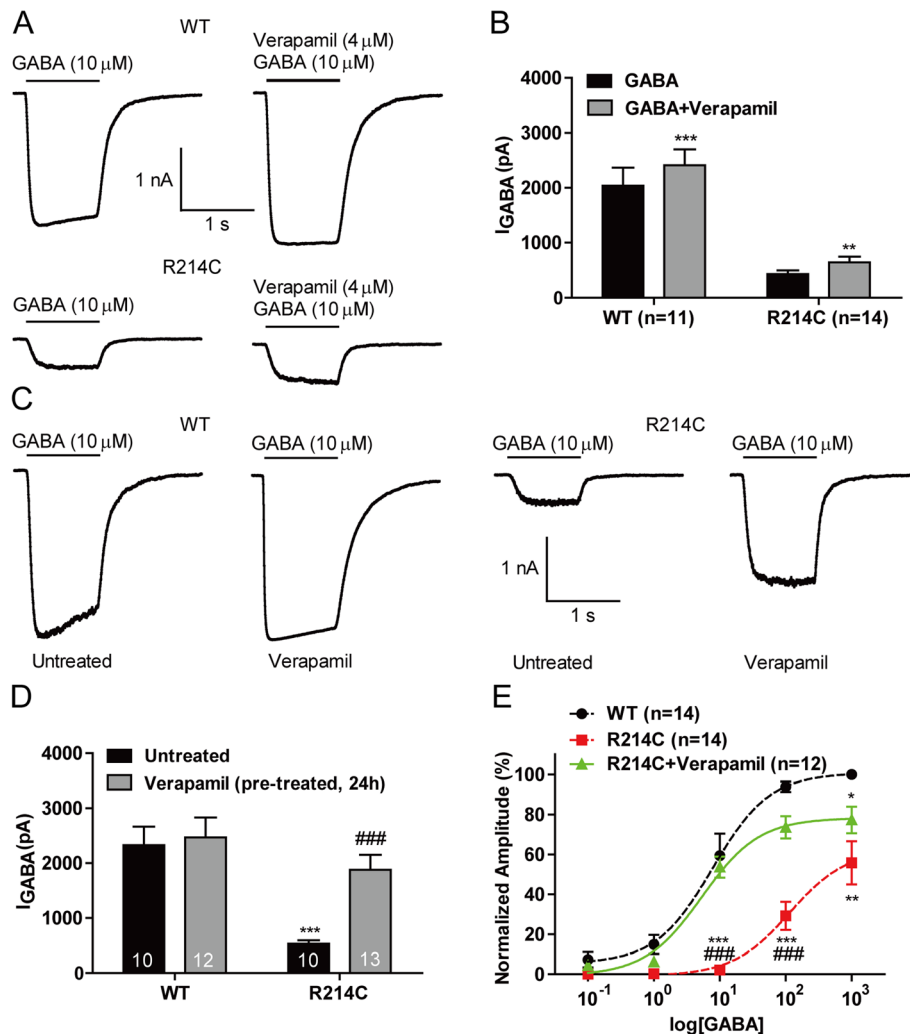 A
WT
GABA (10 μM)
Verapamil (4 μM)
GABA (10 μM)
1 nA
1 s
R214C
GABA (10 μM)
Verapamil (4 μM)
GABA (10 μM)
B
GABA
GABA+Verapamil
I_GABA (pA)
4000
3000
2000
1000
0
***
**
WT (n=11)
R214C (n=14)
C
WT
GABA (10 μM)
GABA (10 μM)
Untreated
Verapamil
R214C
GABA (10 μM)
GABA (10 μM)
1 nA
1 s
Untreated
Verapamil
D
Untreated
Verapamil (pre-treated, 24h)
I_GABA (pA)
4000
3000
2000
1000
0
***
###
10
12
10
13
WT
R214C
E
WT (n=14)
R214C (n=14)
R214C+Verapamil (n=12)
Normalized Amplitude (%)
100
80
60
40
20
0
*
**
***
###
***
###
10⁻¹
10⁰
10¹
10²
10³
log[GABA]